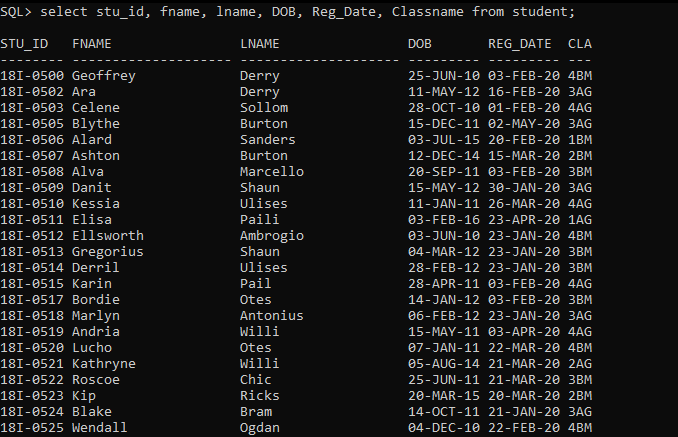 SQL> select stu_id, fname, lname, DOB, Reg_Date, Classname from student;
STU_ID FNAME LNAME DOB REG_DATE CLA
-------- -------------------- -------------------- --------- --------- ---
18I-0500 Geoffrey Derry 25-JUN-10 03-FEB-20 4BM
18I-0502 Ara Derry 11-MAY-12 16-FEB-20 3AG
18I-0503 Celene Sollom 28-OCT-10 01-FEB-20 4AG
18I-0505 Blythe Burton 15-DEC-11 02-MAY-20 3AG
18I-0506 Alard Sanders 03-JUL-15 20-FEB-20 1BM
18I-0507 Ashton Burton 12-DEC-14 15-MAR-20 2BM
18I-0508 Alva Marcello 20-SEP-11 03-FEB-20 3BM
18I-0509 Danit Shaun 15-MAY-12 30-JAN-20 3AG
18I-0510 Kessia Ulises 11-JAN-11 26-MAR-20 4AG
18I-0511 Elisa Paili 03-FEB-16 23-APR-20 1AG
18I-0512 Ellsworth Ambrogio 03-JUN-10 23-JAN-20 4BM
18I-0513 Gregorius Shaun 04-MAR-12 23-JAN-20 3BM
18I-0514 Derril Ulises 28-FEB-12 23-JAN-20 3BM
18I-0515 Karin Pail 28-APR-11 03-FEB-20 4AG
18I-0517 Bordie Otes 14-JAN-12 03-FEB-20 3BM
18I-0518 Marlyn Antonius 06-FEB-12 23-JAN-20 3AG
18I-0519 Andria Willi 15-MAY-11 03-APR-20 4AG
18I-0520 Lucho Otes 07-JAN-11 22-MAR-20 4BM
18I-0521 Kathryne Willi 05-AUG-14 21-MAR-20 2AG
18I-0522 Roscoe Chic 25-JUN-11 21-MAR-20 3BM
18I-0523 Kip Ricks 20-MAR-15 20-MAR-20 2BM
18I-0524 Blake Bram 14-OCT-11 21-JAN-20 3AG
18I-0525 Wendall Ogdan 04-DEC-10 22-FEB-20 4BM